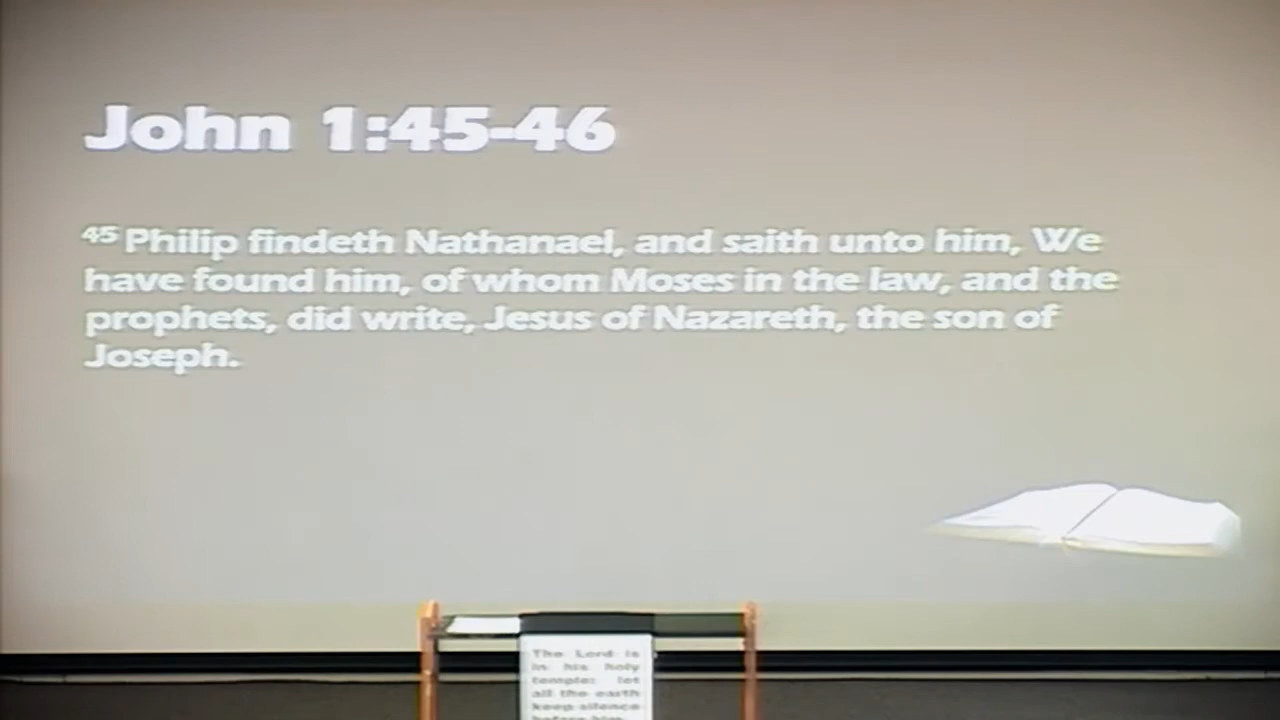 John 1:45-46
45 Philip findeth Nathanael, and saith unto him, We
have found him, of whom Moses in the law, and the
prophets, did write, Jesus of Nazareth, the son of
Joseph.
The Lord is
in his holy
temple: let
all the earth
keep silence
before him